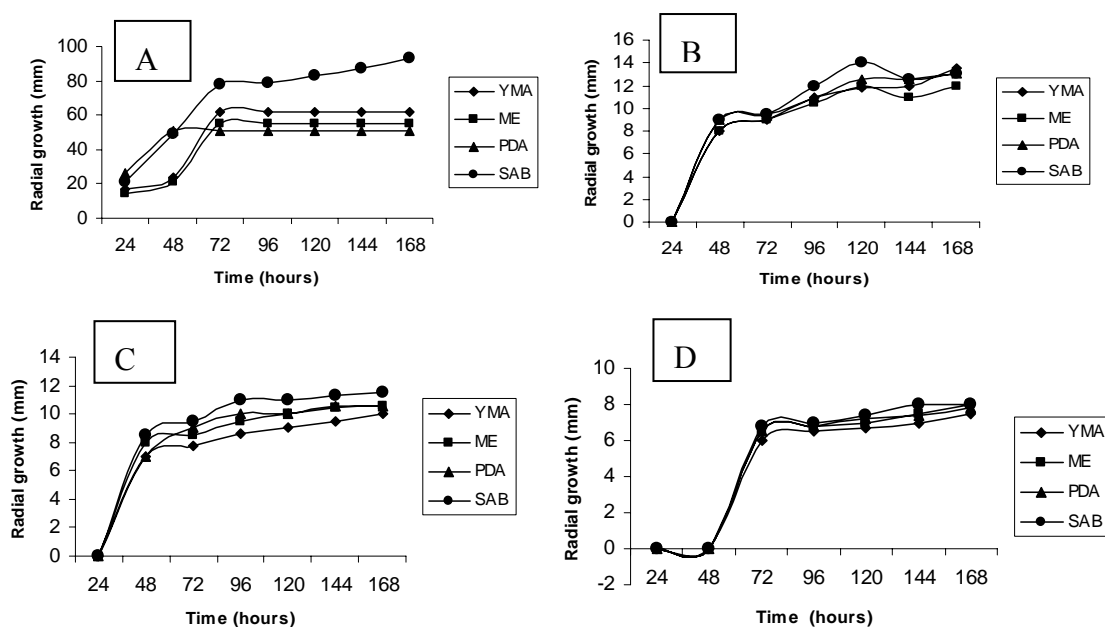 A
Radial growth (mm)
100
80
60
40
20
0
24 48 72 96 120 144 168
Time (hours)
YMA
ME
PDA
SAB
B
Radial growth (mm)
16
14
12
10
8
6
4
2
0
24 48 72 96 120 144 168
Time (hours)
YMA
ME
PDA
SAB
C
Radial growth (mm)
14
12
10
8
6
4
2
0
24 48 72 96 120 144 168
Time (hours)
YMA
ME
PDA
SAB
D
Radial growth (mm)
10
8
6
4
2
0
-2
24 48 72 96 120 144 168
Time (hours)
YMA
ME
PDA
SAB